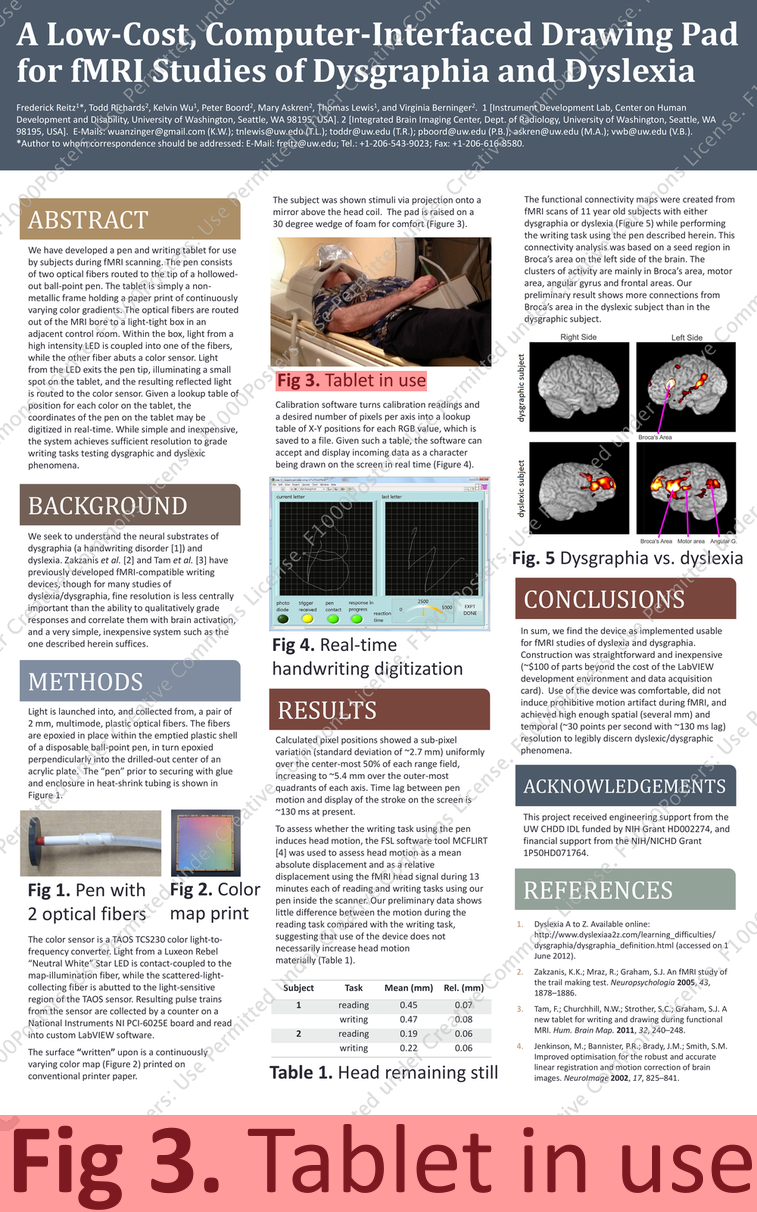 A Low-Cost, Computer-Interfaced Drawing Pad
for fMRI Studies of Dysgraphia and Dyslexia
Frederick Reitz¹*, Todd Richards², Kelvin Wu¹, Peter Boord², Mary Askren², Thomas Lewis¹, and Virginia Berninger². 1 [Instrument Development Lab, Center on Human
Development and Disability, University of Washington, Seattle, WA 98195, USA]. 2 [Integrated Brain Imaging Center, Dept. of Radiology, University of Washington, Seattle, WA
98195, USA]. E-Mails: wuanzinger@gmail.com (K.W.); tnlewis@uw.edu (T.L.); toddr@uw.edu (T.R.); pboord@uw.edu (P.B.); askren@uw.edu (M.A.); vwb@uw.edu (V.B.).
*Author to whom correspondence should be addressed: E-Mail: freitz@uw.edu; Tel.: +1-206-543-9023; Fax: +1-206-616-8580.
ABSTRACT
We have developed a pen and writing tablet for use
by subjects during fMRI scanning. The pen consists
of two optical fibers routed to the tip of a hollowed-
out ball-point pen. The tablet is simply a non-
metallic frame holding a paper print of continuously
varying color gradients. The optical fibers are routed
out of the MRI bore to a light-tight box in an
adjacent control room. Within the box, light from a
high intensity LED is coupled into one of the fibers,
while the other fiber abuts a color sensor. Light
from the LED exits the pen tip, illuminating a small
spot on the tablet, and the resulting reflected light
is routed to the color sensor. Given a lookup table of
position for each color on the tablet, the
coordinates of the pen on the tablet may be
digitized in real-time. While simple and inexpensive,
the system achieves sufficient resolution to grade
writing tasks testing dysgraphic and dyslexic
phenomena.
BACKGROUND
We seek to understand the neural substrates of
dysgraphia (a handwriting disorder [1]) and
dyslexia. Zakzanis et al. [2] and Tam et al. [3] have
previously developed fMRI-compatible writing
devices, though for many studies of
dyslexia/dysgraphia, fine resolution is less centrally
important than the ability to qualitatively grade
responses and correlate them with brain activation,
and a very simple, inexpensive system such as the
one described herein suffices.
METHODS
Light is launched into, and collected from, a pair of
2 mm, multimode, plastic optical fibers. The fibers
are epoxied in place within the emptied plastic shell
of a disposable ball-point pen, in turn epoxied
perpendicularly into the drilled-out center of an
acrylic plate. The "pen" prior to securing with glue
and enclosure in heat-shrink tubing is shown in
Figure 1.
Fig 1. Pen with
2 optical fibers
Fig 2. Color
map print
The color sensor is a TAOS TCS230 color light-to-
frequency converter. Light from a Luxeon Rebel
"Neutral White" Star LED is contact-coupled to the
map-illumination fiber, while the scattered-light-
collecting fiber is abutted to the light-sensitive
region of the TAOS sensor. Resulting pulse trains
from the sensor are collected by a counter on a
National Instruments NI PCI-6025E board and read
into custom LabVIEW software.
The surface "written" upon is a continuously
varying color map (Figure 2) printed on
conventional printer paper.
The subject was shown stimuli via projection onto a
mirror above the head coil. The pad is raised on a
30 degree wedge of foam for comfort (Figure 3).
Fig 3. Tablet in use
Calibration software turns calibration readings and
a desired number of pixels per axis into a lookup
table of X-Y positions for each RGB value, which is
saved to a file. Given such a table, the software can
accept and display incoming data as a character
being drawn on the screen in real time (Figure 4).
current letter
last letter
photo diode
trigger received
pen contact
response in progress
reaction time
0
2500
5000
EXPT DONE
Fig 4. Real-time
handwriting digitization
RESULTS
Calculated pixel positions showed a sub-pixel
variation (standard deviation of ~2.7 mm) uniformly
over the center-most 50% of each range field,
increasing to ~5.4 mm over the outer-most
quadrants of each axis. Time lag between pen
motion and display of the stroke on the screen is
~130 ms at present.
To assess whether the writing task using the pen
induces head motion, the FSL software tool MCFLIRT
[4] was used to assess head motion as a mean
absolute displacement and as a relative
displacement using the fMRI head signal during 13
minutes each of reading and writing tasks using our
pen inside the scanner. Our preliminary data shows
little difference between the motion during the
reading task compared with the writing task,
suggesting that use of the device does not
necessarily increase head motion
materially (Table 1).
Subject Task Mean (mm) Rel. (mm)
1 reading 0.45 0.07
writing 0.47 0.08
2 reading 0.19 0.06
writing 0.22 0.06
Table 1. Head remaining still
The functional connectivity maps were created from
fMRI scans of 11 year old subjects with either
dysgraphia or dyslexia (Figure 5) while performing
the writing task using the pen described herein. This
connectivity analysis was based on a seed region in
Broca's area on the left side of the brain. The
clusters of activity are mainly in Broca's area, motor
area, angular gyrus and frontal areas. Our
preliminary result shows more connections from
Broca's area in the dyslexic subject than in the
dysgraphic subject.
Right Side Left Side
dysgraphic subject
Broca's Area
dyslexic subject
Broca's Area Motor area Angular G.
Fig. 5 Dysgraphia vs. dyslexia
CONCLUSIONS
In sum, we find the device as implemented usable
for fMRI studies of dyslexia and dysgraphia.
Construction was straightforward and inexpensive
(~$100 of parts beyond the cost of the LabVIEW
development environment and data acquisition
card). Use of the device was comfortable, did not
induce prohibitive motion artifact during fMRI, and
achieved high enough spatial (several mm) and
temporal (~30 points per second with ~130 ms lag)
resolution to legibly discern dyslexic/dysgraphic
phenomena.
ACKNOWLEDGEMENTS
This project received engineering support from the
UW CHDD IDL funded by NIH Grant HD002274, and
financial support from the NIH/NICHD Grant
1P50HD071764.
REFERENCES
1. Dyslexia A to Z. Available online:
http://www.dyslexiaa2z.com/learning_difficulties/
dysgraphia/dysgraphia_definition.html (accessed on 1
June 2012).
2. Zakzanis, K.K.; Mraz, R.; Graham, S.J. An fMRI study of
the trail making test. Neuropsychologia 2005, 43,
1878–1886.
3. Tam, F.; Churchill, N.W.; Strother, S.C.; Graham, S.J. A
new tablet for writing and drawing during functional
MRI. Hum. Brain Map. 2011, 32, 240–248.
4. Jenkinson, M.; Bannister, P.R.; Brady, J.M.; Smith, S.M.
Improved optimisation for the robust and accurate
linear registration and motion correction of brain
images. NeuroImage 2002, 17, 825–841.
Fig 3. Tablet in use